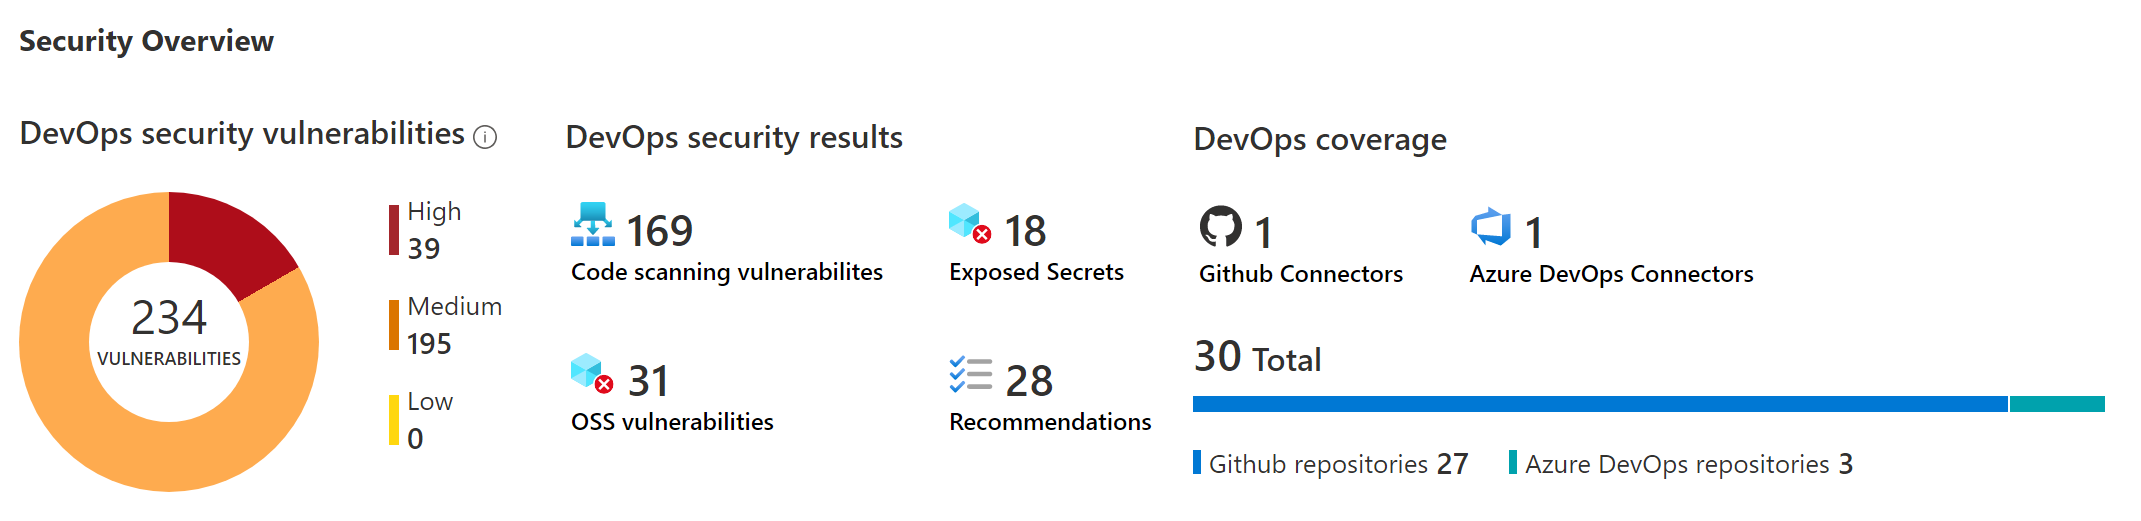 Security Overview
DevOps security vulnerabilities
234
VULNERABILITIES
High
39
Medium
195
Low
0
DevOps security results
169
Code scanning vulnerabilites
18
Exposed Secrets
31
OSS vulnerabilities
28
Recommendations
DevOps coverage
1
Github Connectors
1
Azure DevOps Connectors
30 Total
Github repositories 27
Azure DevOps repositories 3